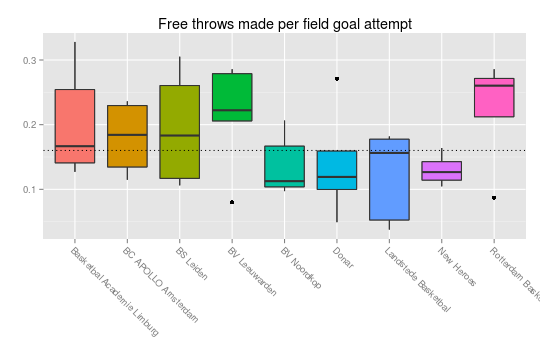 Free throws made per field goal attempt
0.3
0.2
0.1
Basketbal Academie Limburg
BC APOLLO Amsterdam
BS Leiden
BV Leeuwarden
BV Noordkop
Donar
Landstede Basketbal
New Heroes
Rotterdam